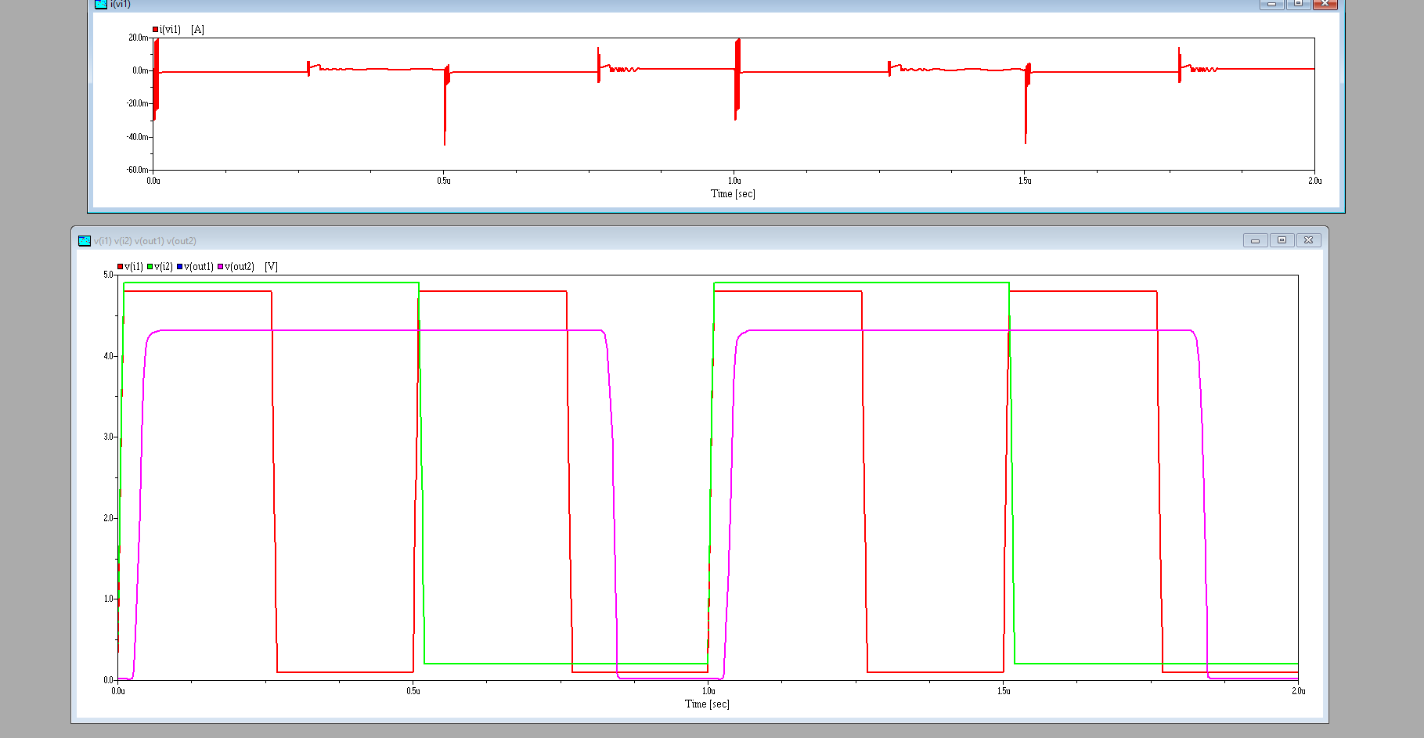 i(vi1)
i(vi1) [A]
20.0m
0.0m
-20.0m
-40.0m
-60.0m
0.0u 0.5u 1.0u 1.5u 2.0u
Time [sec]
v(i1) v(i2) v(out1) v(out2)
v(i1) v(i2) v(out1) v(out2) [V]
5.0
4.0
3.0
2.0
1.0
0.0
0.0u 0.5u 1.0u 1.5u 2.0u
Time [sec]